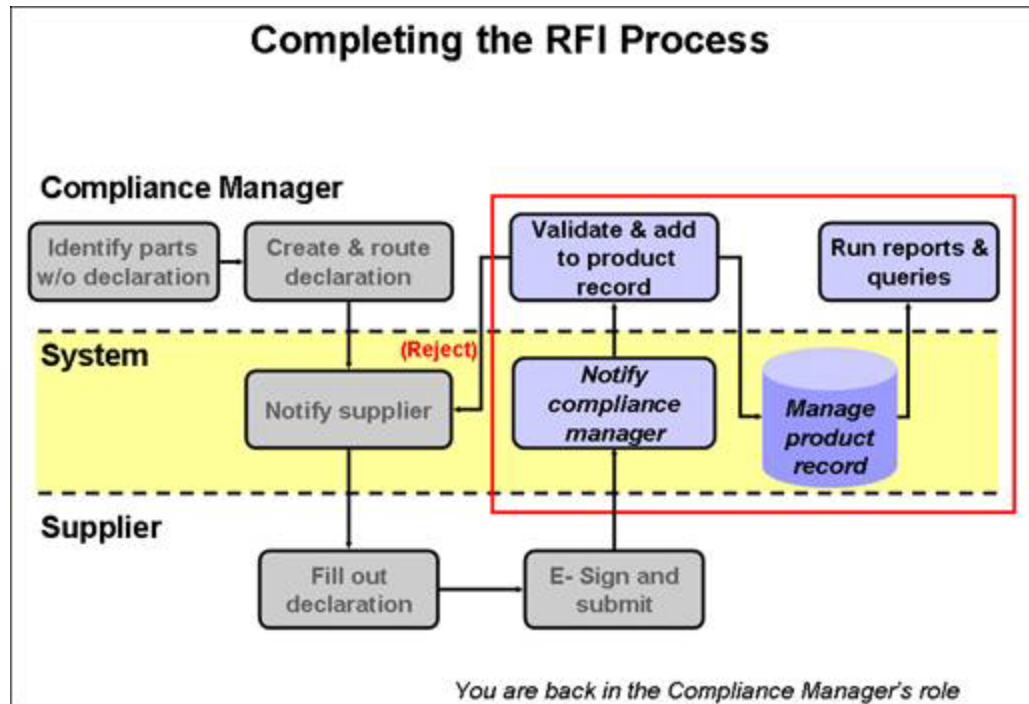 Completing the RFI Process
Compliance Manager
Identify parts
w/o declaration
Create & route
declaration
Validate & add
to product
record
Run reports &
queries
System
(Reject)
Notify supplier
Notify
compliance
manager
Manage
product
record
Supplier
Fill out
declaration
E- Sign and
submit
You are back in the Compliance Manager's role